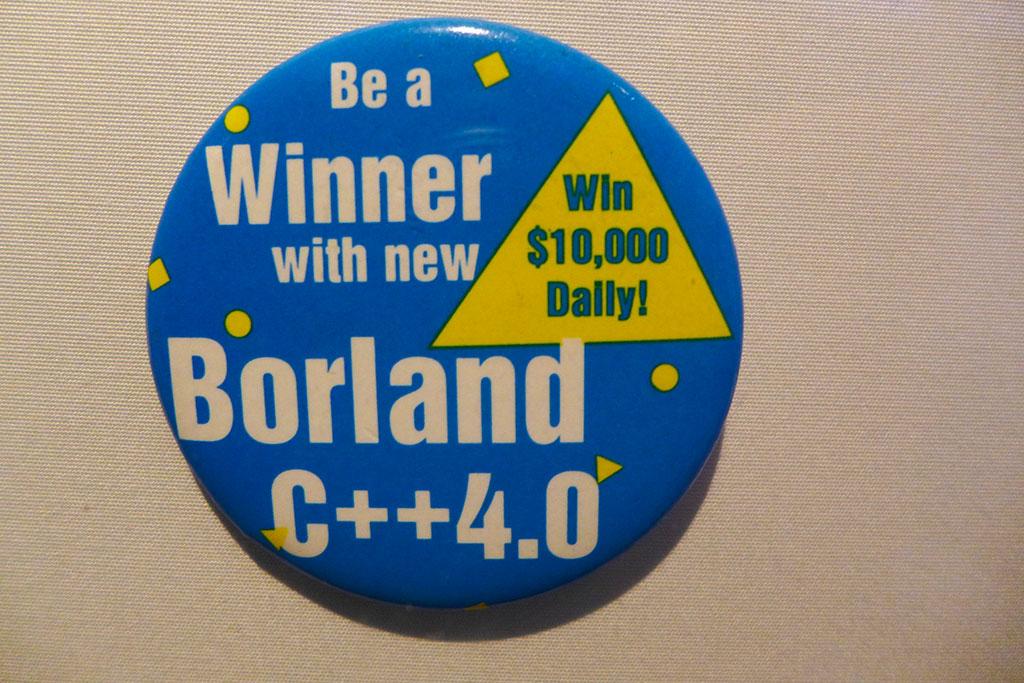 Be a
Winner
with new
Win
$10,000
Daily!
Borland
C++4.0